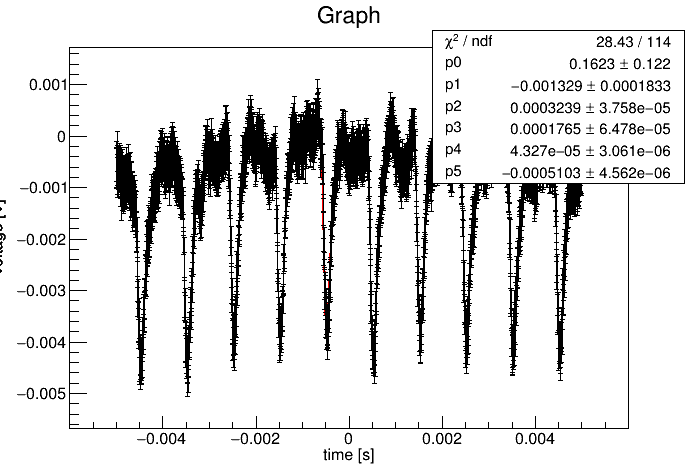 Graph
χ² / ndf 28.43 / 114
p0 0.1623 ± 0.122
p1 −0.001329 ± 0.0001833
p2 0.0003239 ± 3.758e−05
p3 0.0001765 ± 6.478e−05
p4 4.327e−05 ± 3.061e−06
p5 −0.0005103 ± 4.562e−06
0.001
0
−0.001
−0.002
−0.003
−0.004
−0.005
−0.004 −0.002 0 0.002 0.004
time [s]